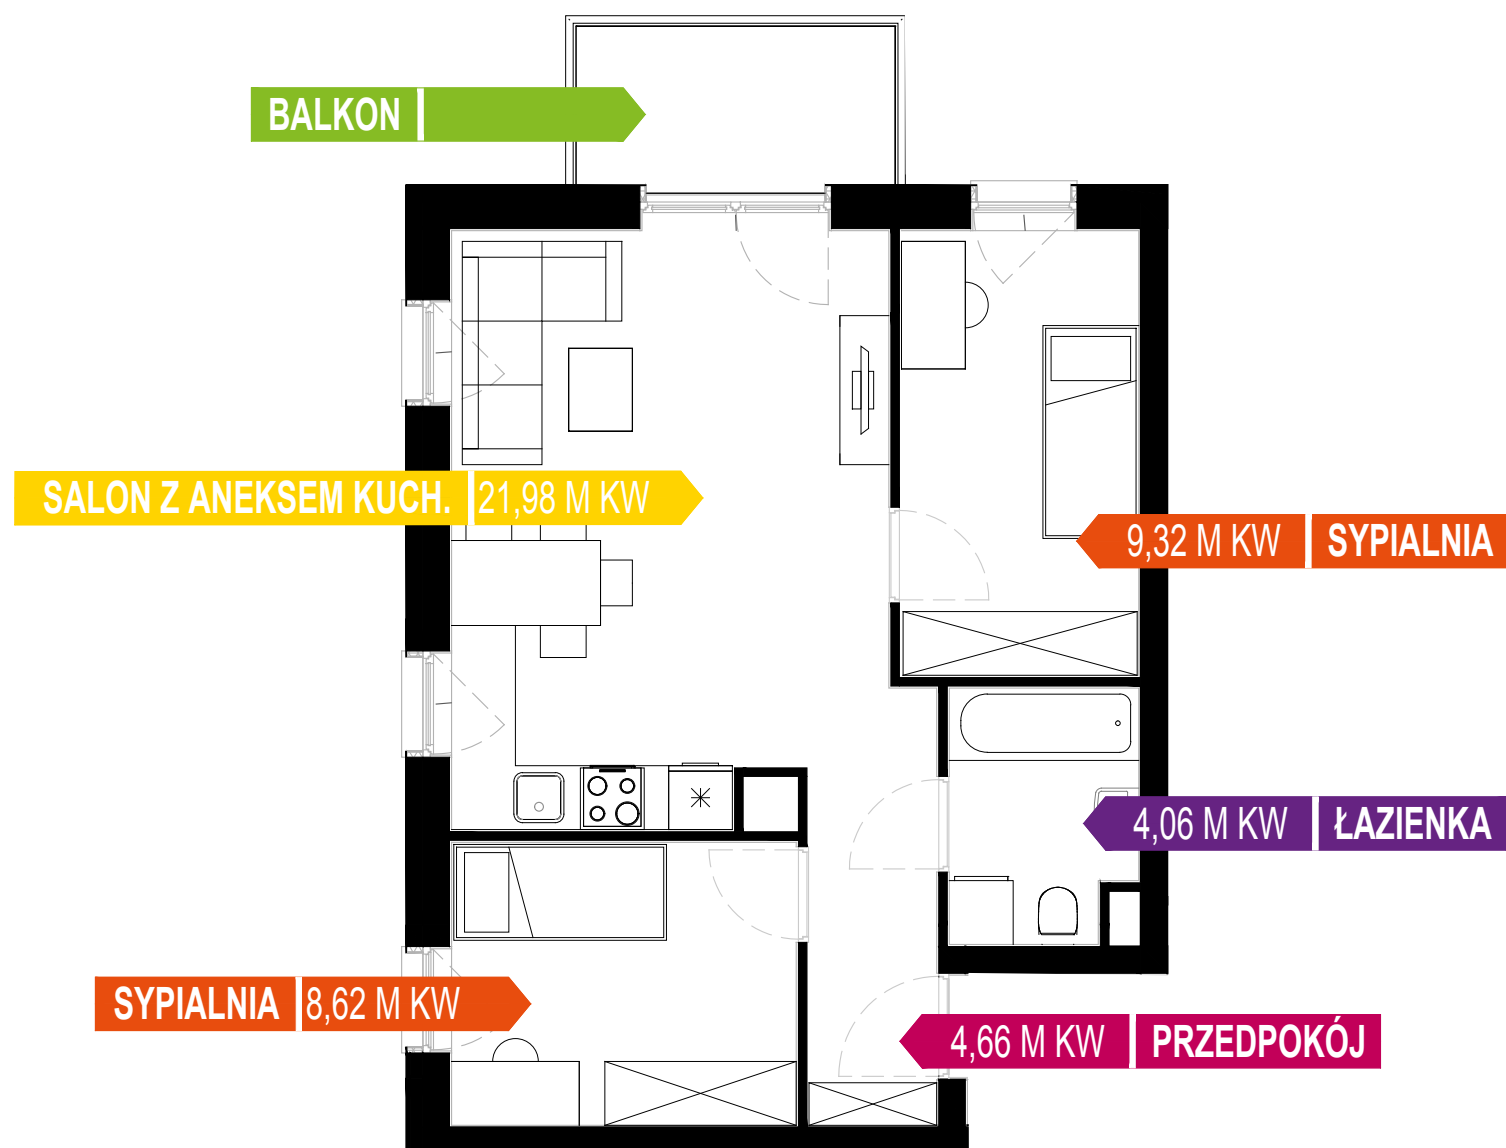 BALKON
SALON Z ANEKSEM KUCH. 21,98 M KW
9,32 M KW SYPIALNIA
4,06 M KW ŁAZIENKA
SYPIALNIA 8,62 M KW
4,66 M KW PRZEDPOKÓJ